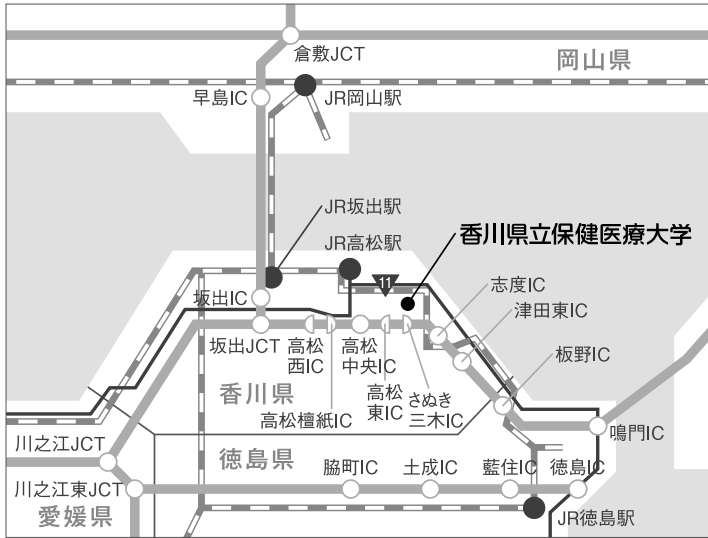 倉敷JCT
岡山県
早島IC
JR岡山駅
JR坂出駅
香川県立保健医療大学
JR高松駅
11
志度IC
坂出IC
津田東IC
坂出JCT
高松
西IC
高松
中央IC
板野IC
香川県
高松檀紙IC
高松
東IC
さぬき
三木IC
鳴門IC
川之江JCT
徳島県
脇町IC
土成IC
藍住IC
徳島IC
川之江東JCT
愛媛県
JR徳島駅